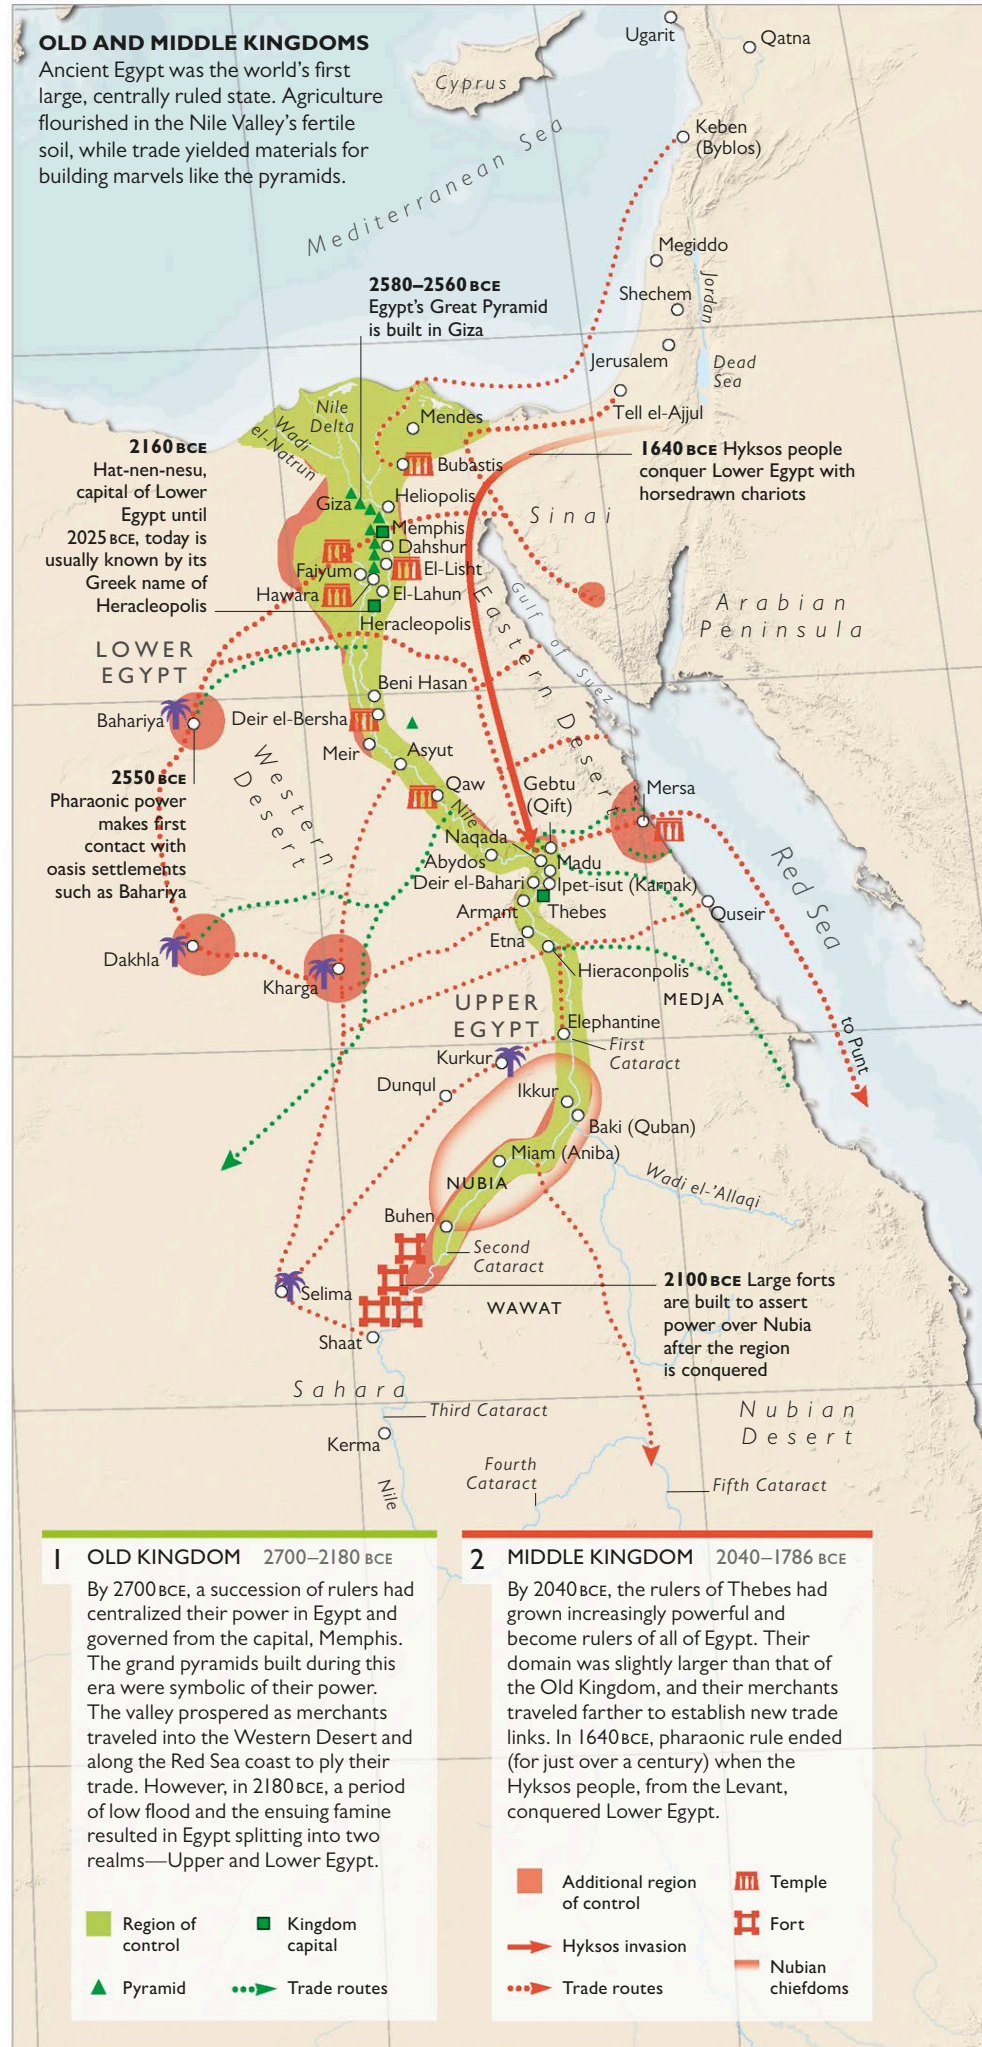 OLD AND MIDDLE KINGDOMS
Ancient Egypt was the world's first
large, centrally ruled state. Agriculture
flourished in the Nile Valley's fertile
soil, while trade yielded materials for
building marvels like the pyramids.
Ugarit
Qatna
Cyprus
Mediterranean Sea
Keben
(Byblos)
Megiddo
Jordan
Shechem
Jerusalem
Dead
Sea
Tell el-Ajjul
2580–2560 BCE
Egypt's Great Pyramid
is built in Giza
Nile
Delta
Wadi
el-Natrun
Mendes
Bubastis
1640 BCE Hyksos people
conquer Lower Egypt with
horsedrawn chariots
2160 BCE
Hat-nen-nesu,
capital of Lower
Egypt until
2025 BCE, today is
usually known by its
Greek name of
Heracleopolis
Giza
Heliopolis
Memphis
Dahshur
Faiyum
El-Lisht
Hawara
El-Lahun
Heracleopolis
Sinai
Gulf of Suez
Eastern Desert
Arabian
Peninsula
LOWER
EGYPT
Beni Hasan
Bahariya
Deir el-Bersha
Meir
Asyut
Western
Desert
2550 BCE
Pharaonic power
makes first
contact with
oasis settlements
such as Bahariya
Qaw
Nile
Gebtu
(Qift)
Mersa
Naqada
Abydos
Madu
Deir el-Bahari
Ipet-isut (Karnak)
Armant
Thebes
Quseir
Red Sea
Etna
Dakhla
Kharga
Hieraconpolis
MEDJA
UPPER
EGYPT
Elephantine
First
Cataract
to Punt
Kurkur
Dunqul
Ikkur
Baki (Quban)
Miam (Aniba)
Wadi el-'Allaqi
NUBIA
Buhen
Second
Cataract
Selima
WAWAT
2100 BCE Large forts
are built to assert
power over Nubia
after the region
is conquered
Shaat
Sahara
Third Cataract
Nubian
Desert
Kerma
Nile
Fourth
Cataract
Fifth Cataract
1 OLD KINGDOM 2700–2180 BCE
By 2700 BCE, a succession of rulers had
centralized their power in Egypt and
governed from the capital, Memphis.
The grand pyramids built during this
era were symbolic of their power.
The valley prospered as merchants
traveled into the Western Desert and
along the Red Sea coast to ply their
trade. However, in 2180 BCE, a period
of low flood and the ensuing famine
resulted in Egypt splitting into two
realms—Upper and Lower Egypt.
Region of
control
Kingdom
capital
Pyramid
Trade routes
2 MIDDLE KINGDOM 2040–1786 BCE
By 2040 BCE, the rulers of Thebes had
grown increasingly powerful and
become rulers of all of Egypt. Their
domain was slightly larger than that of
the Old Kingdom, and their merchants
traveled farther to establish new trade
links. In 1640 BCE, pharaonic rule ended
(for just over a century) when the
Hyksos people, from the Levant,
conquered Lower Egypt.
Additional region
of control
Temple
Fort
Hyksos invasion
Nubian
chiefdoms
Trade routes